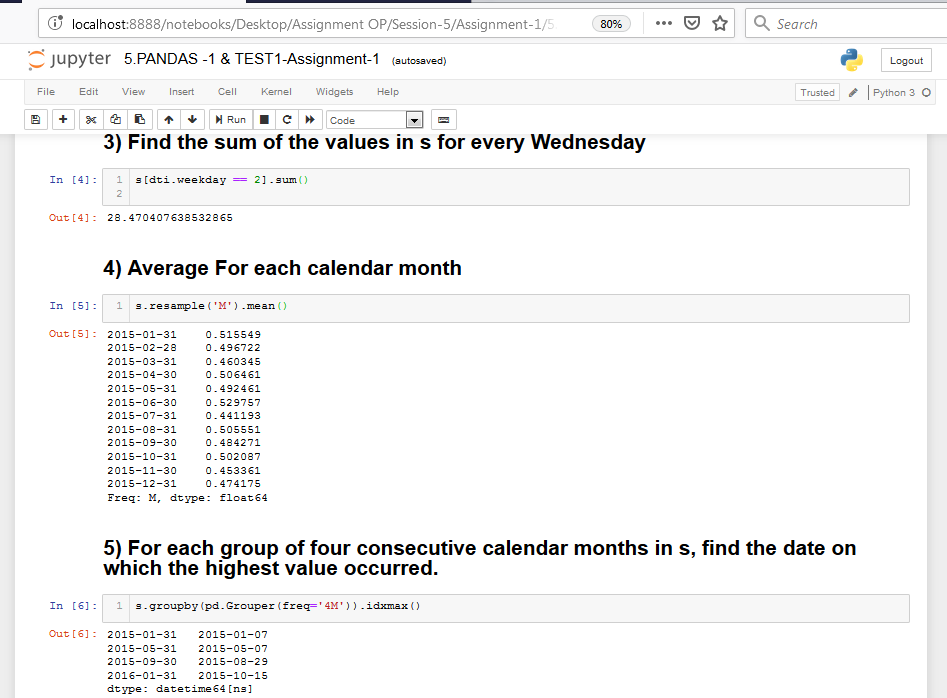 localhost:8888/notebooks/Desktop/Assignment OP/Session-5/Assignment-1/5
80%
Search
jupyter 5.PANDAS -1 & TEST1-Assignment-1 (autosaved)
Logout
File Edit View Insert Cell Kernel Widgets Help
Trusted Python 3
Run Code
3) Find the sum of the values in s for every Wednesday
In [4]: 1 s[dti.weekday == 2].sum()
2
Out[4]: 28.470407638532865
4) Average For each calendar month
In [5]: 1 s.resample('M').mean()
Out[5]: 2015-01-31 0.515549
2015-02-28 0.496722
2015-03-31 0.460345
2015-04-30 0.506461
2015-05-31 0.492461
2015-06-30 0.529757
2015-07-31 0.441193
2015-08-31 0.505551
2015-09-30 0.484271
2015-10-31 0.502087
2015-11-30 0.453361
2015-12-31 0.474175
Freq: M, dtype: float64
5) For each group of four consecutive calendar months in s, find the date on
which the highest value occurred.
In [6]: 1 s.groupby(pd.Grouper(freq='4M')).idxmax()
Out[6]: 2015-01-31 2015-01-07
2015-05-31 2015-05-07
2015-09-30 2015-08-29
2016-01-31 2015-10-15
dtype: datetime64[ns]